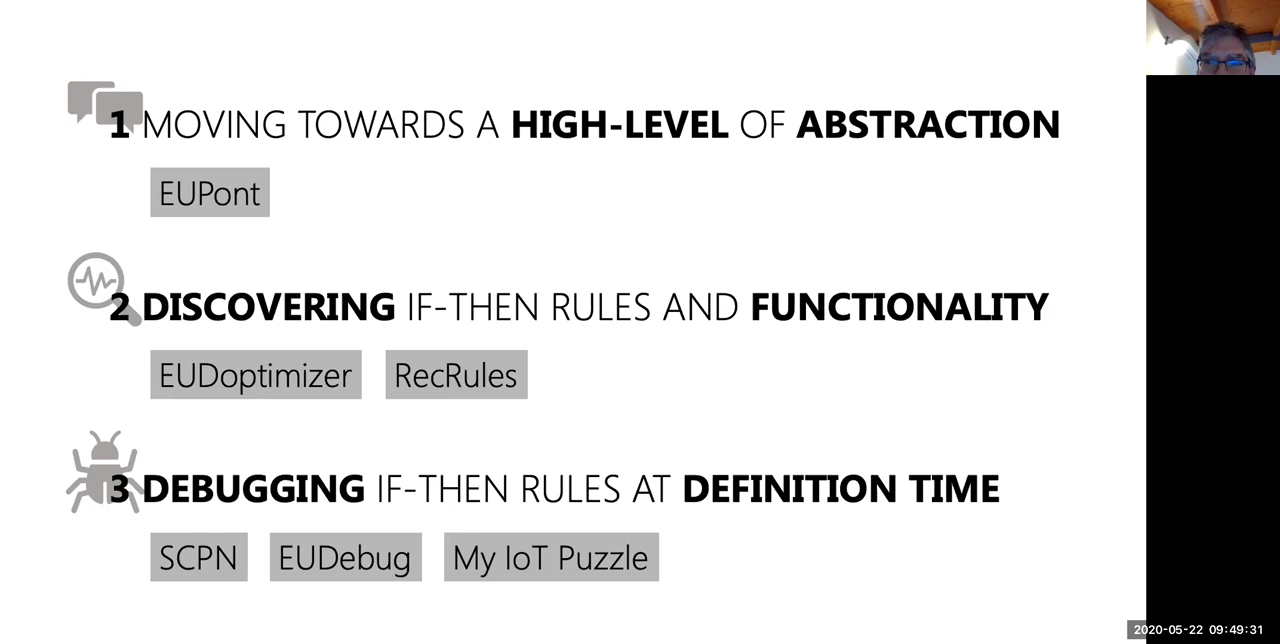 1 MOVING TOWARDS A HIGH-LEVEL OF ABSTRACTION
EUPont
2 DISCOVERING IF-THEN RULES AND FUNCTIONALITY
EUDoptimizer RecRules
3 DEBUGGING IF-THEN RULES AT DEFINITION TIME
SCPN EUDebug My IoT Puzzle
2020-05-22 09:49:31